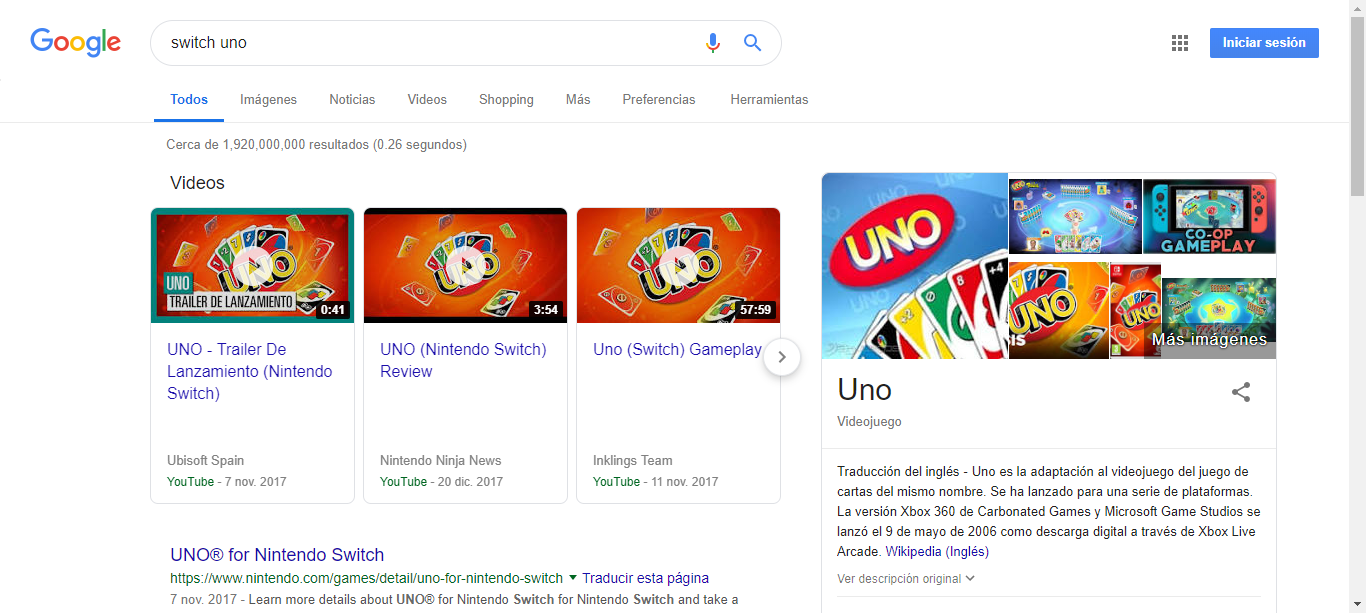 Google
switch uno
Iniciar sesión
Todos
Imágenes
Noticias
Videos
Shopping
Más
Preferencias
Herramientas
Cerca de 1,920,000,000 resultados (0.26 segundos)
Videos
UNO
TRAILER DE LANZAMIENTO
0:41
UNO - Trailer De
Lanzamiento (Nintendo
Switch)
Ubisoft Spain
YouTube - 7 nov. 2017
UNO
3:54
UNO (Nintendo Switch)
Review
Nintendo Ninja News
YouTube - 20 dic. 2017
UNO
57:59
Uno (Switch) Gameplay
Inklings Team
YouTube - 11 nov. 2017
UNO® for Nintendo Switch
https://www.nintendo.com/games/detail/uno-for-nintendo-switch
Traducir esta página
7 nov. 2017 - Learn more details about UNO® for Nintendo Switch for Nintendo Switch and take a
UNO
+4
CO-OP
GAMEPLAY
UNO
UNO
Más imágenes
Uno
Videojuego
Traducción del inglés - Uno es la adaptación al videojuego del juego de
cartas del mismo nombre. Se ha lanzado para una serie de plataformas.
La versión Xbox 360 de Carbonated Games y Microsoft Game Studios se
lanzó el 9 de mayo de 2006 como descarga digital a través de Xbox Live
Arcade. Wikipedia (Inglés)
Ver descripción original